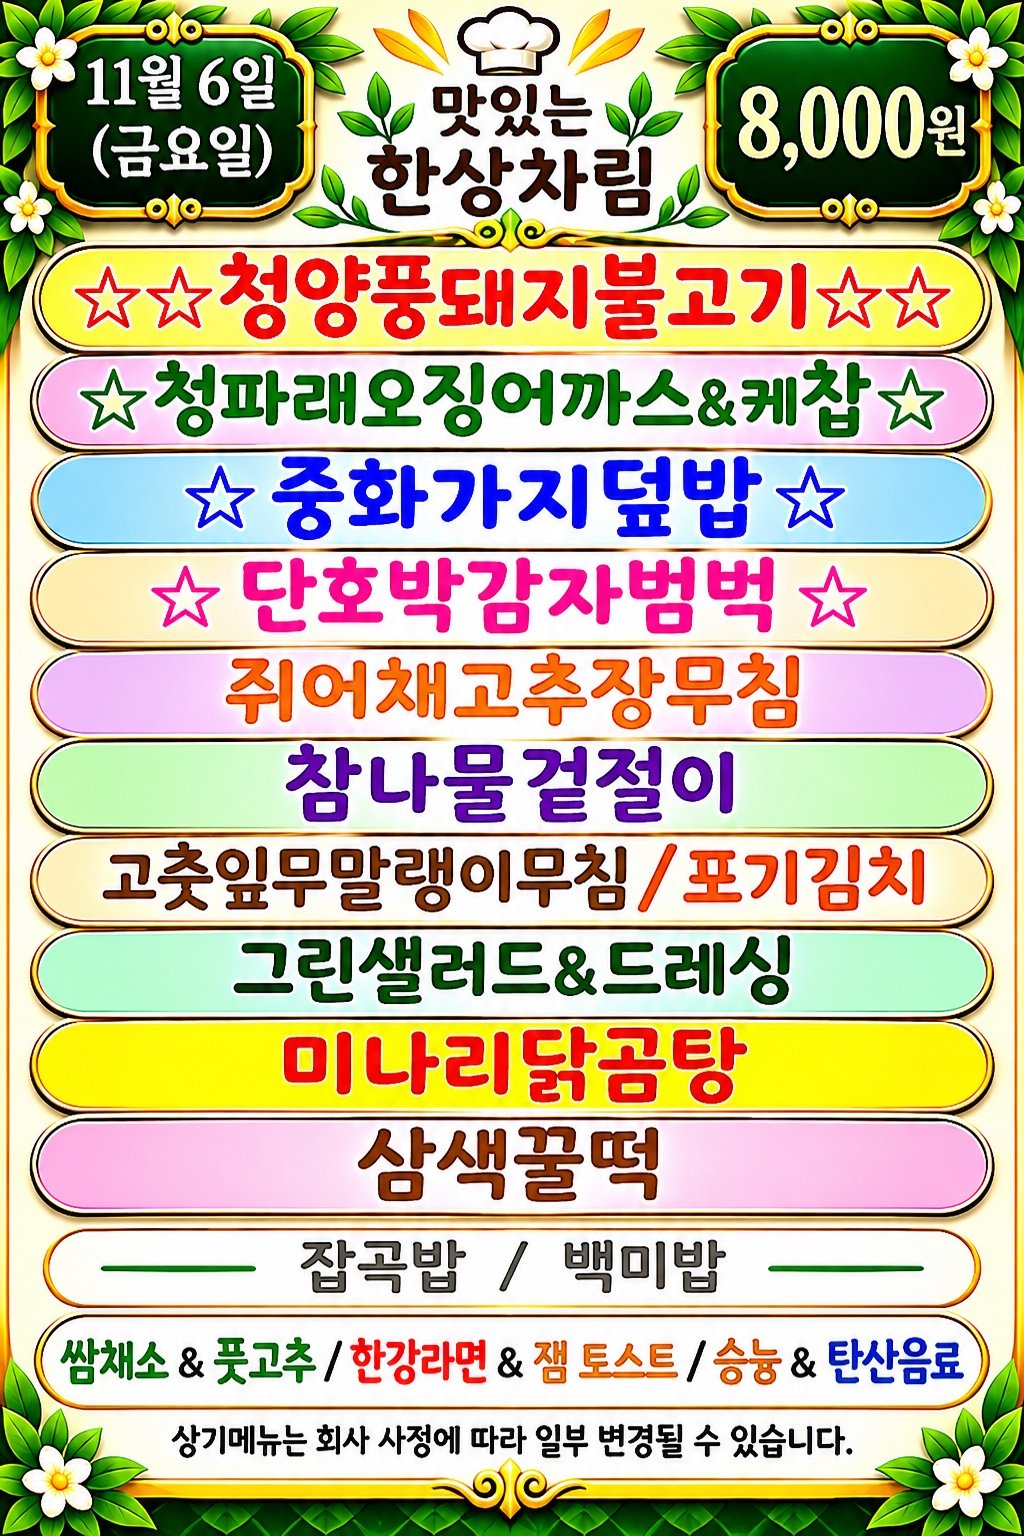 11월 6일
(금요일)
맛있는
한상차림
8,000원
☆☆청양풍돼지불고기☆☆
☆청파래오징어까스&케찹☆
☆중화가지덮밥☆
☆단호박감자범벅☆
쥐어채고추장무침
참나물겉절이
고춧잎무말랭이무침/포기김치
그린샐러드&드레싱
미나리닭곰탕
삼색꿀떡
잡곡밥 / 백미밥
쌈채소 & 풋고추 / 한강라면 & 잼 토스트 / 숭늉 & 탄산음료
상기메뉴는 회사 사정에 따라 일부 변경될 수 있습니다.